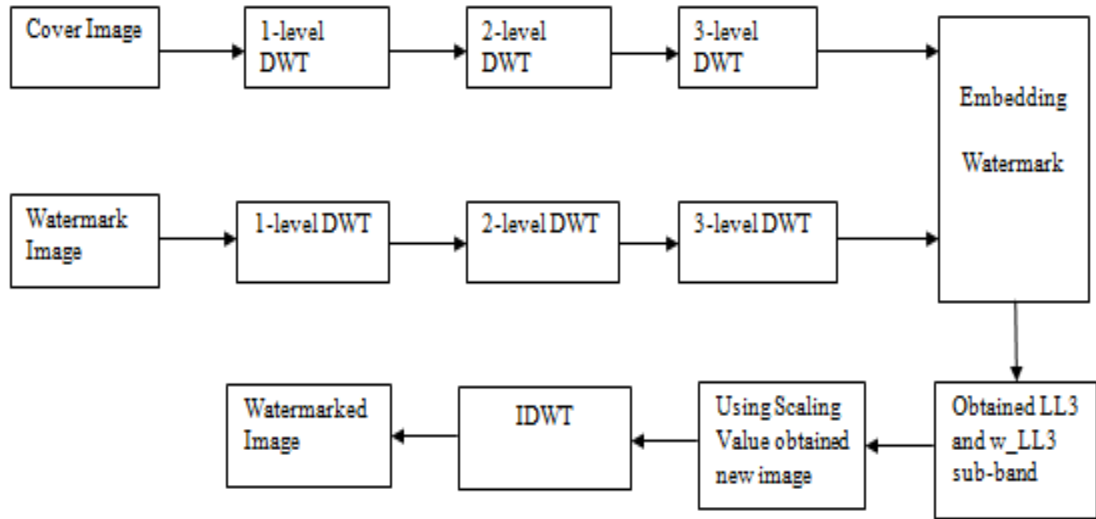 Cover Image
1-level
DWT
2-level
DWT
3-level
DWT
Embedding
Watermark
Watermark
Image
1-level DWT
2-level DWT
3-level DWT
Watermarked
Image
IDWT
Using Scaling
Value obtained
new image
Obtained LL3
and w_LL3
sub-band